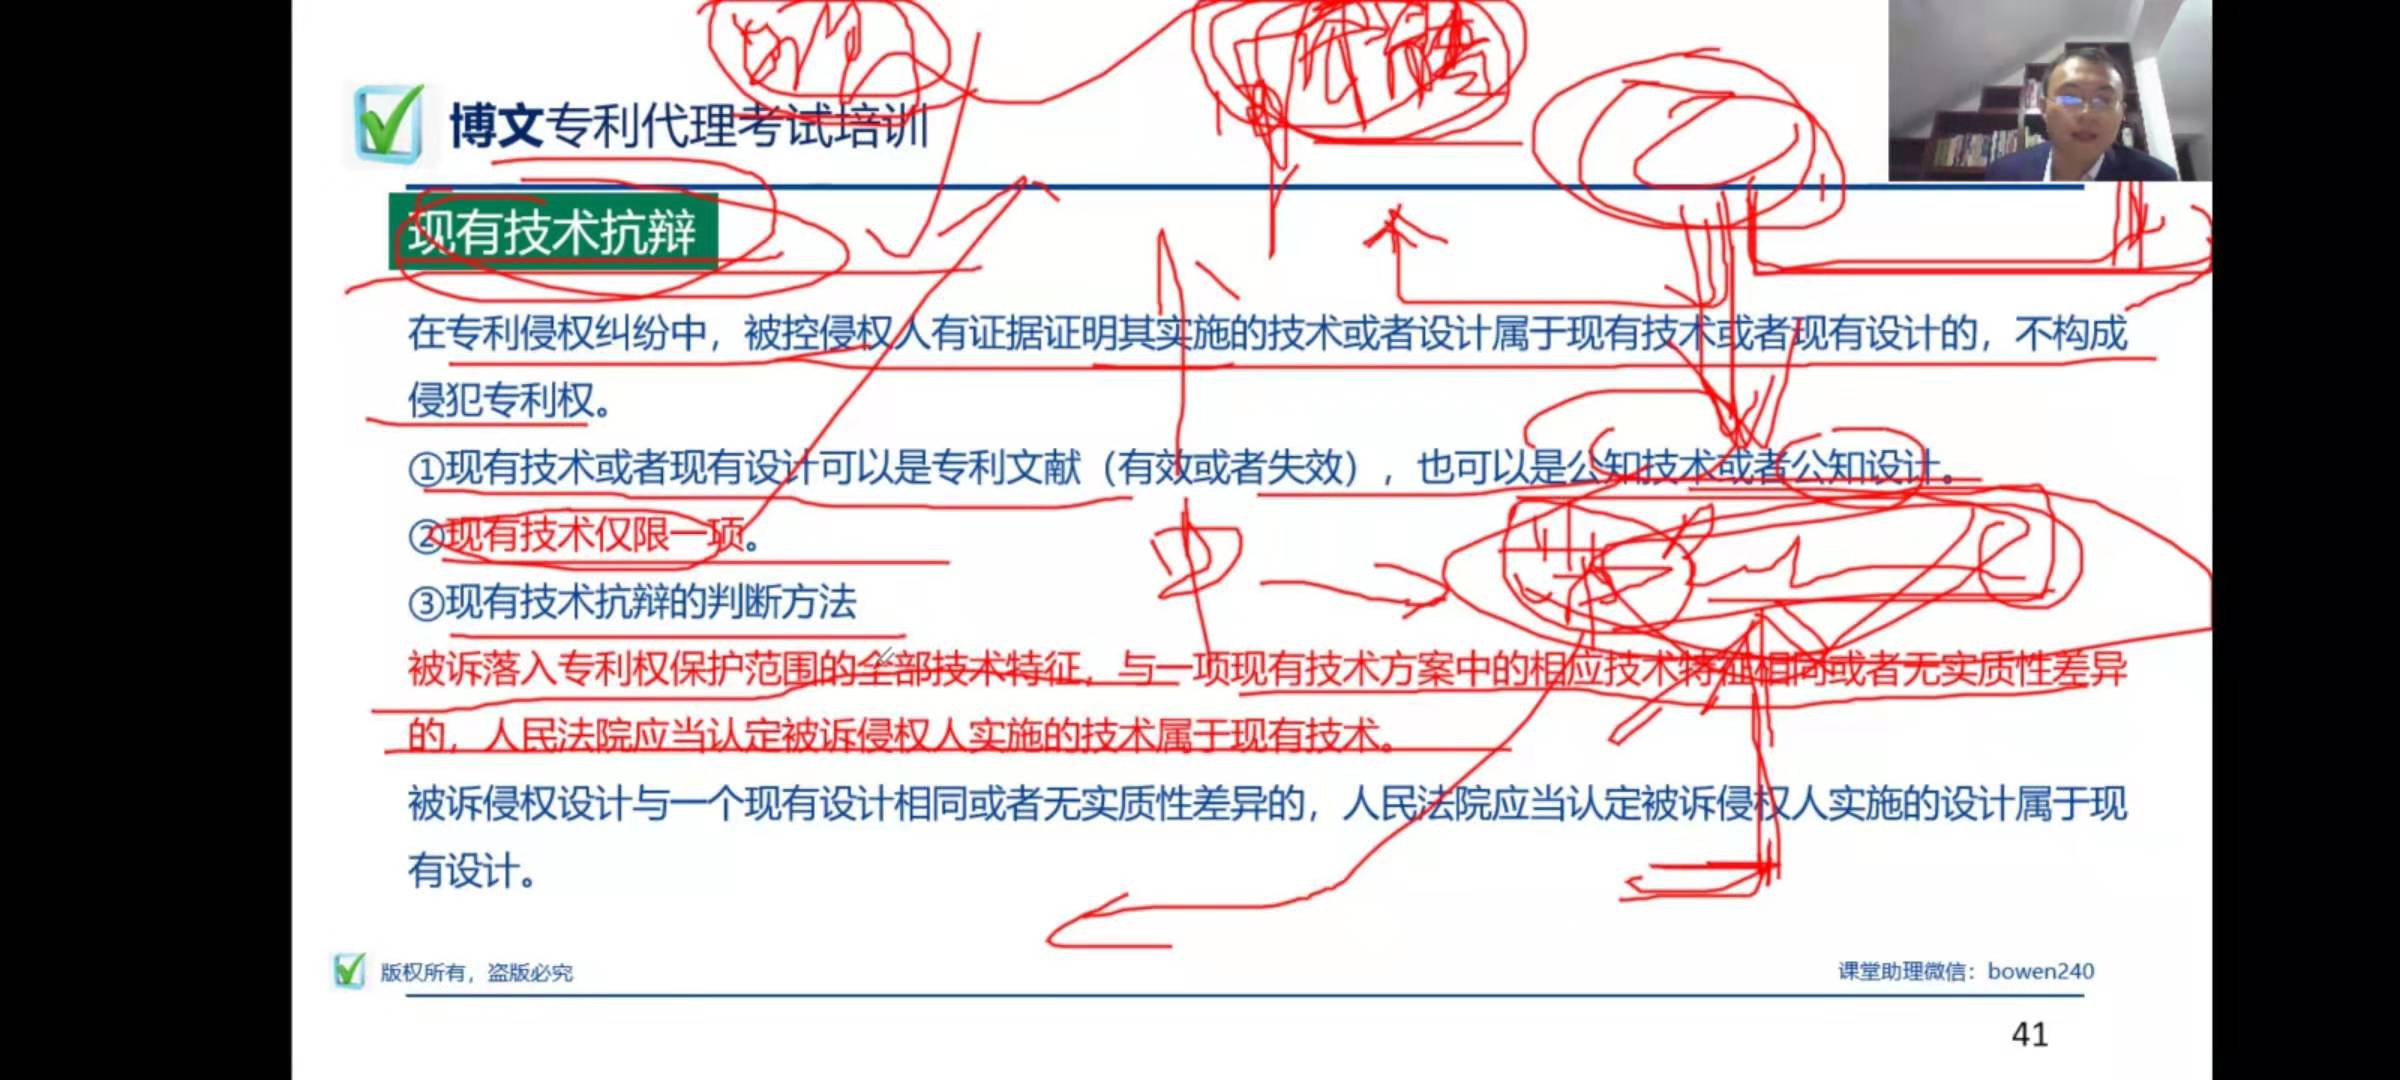 博文专利代理考试培训
现有技术抗辩
在专利侵权纠纷中，被控侵权人有证据证明其实施的技术或者设计属于现有技术或者现有设计的，不构成
侵犯专利权。
①现有技术或者现有设计可以是专利文献（有效或者失效），也可以是公知技术或者公知设计。
②现有技术仅限一项。
③现有技术抗辩的判断方法
被诉落入专利权保护范围的全部技术特征，与一项现有技术方案中的相应技术特征相同或者无实质性差异
的，人民法院应当认定被诉侵权人实施的技术属于现有技术。
被诉侵权设计与一个现有设计相同或者无实质性差异的，人民法院应当认定被诉侵权人实施的设计属于现
有设计。
版权所有，盗版必究
课堂助理微信：bowen240
41